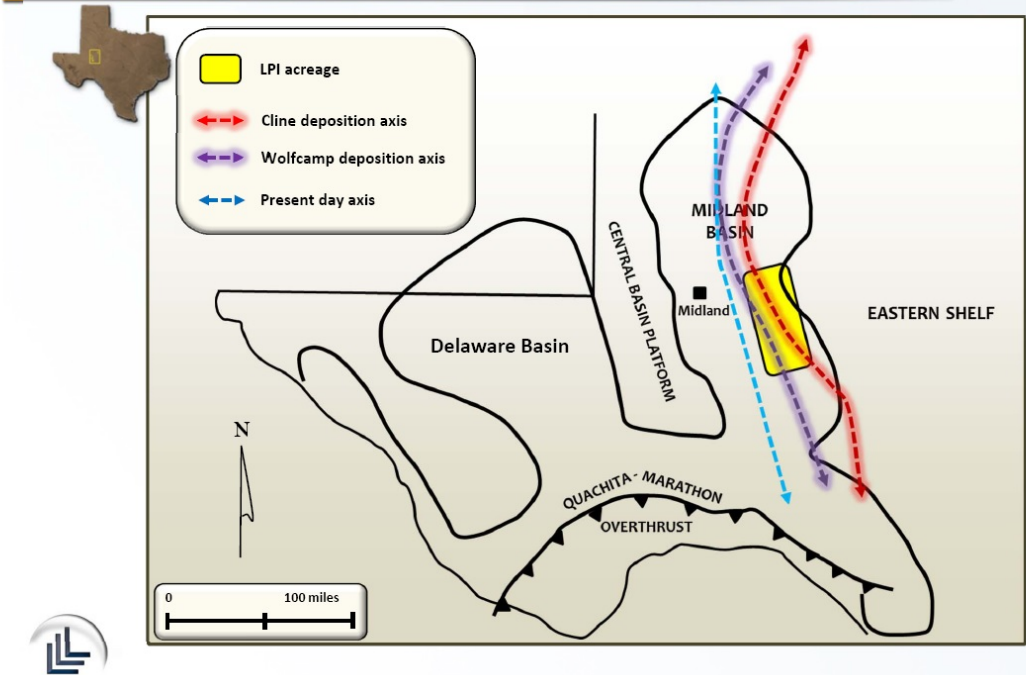 LPI acreage
Cline deposition axis
Wolfcamp deposition axis
Present day axis
MIDLAND
BASIN
CENTRAL BASIN PLATFORM
Midland
EASTERN SHELF
Delaware Basin
N
QUACHITA - MARATHON
OVERTHRUST
0 100 miles